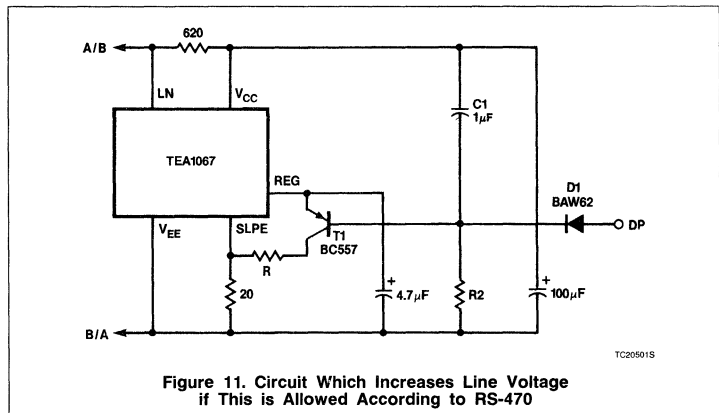 A/B
620
LN
VCC
C1
1µF
TEA1067
REG
D1
BAW62
DP
VEE
SLPE
T1
BC557
R
20
+
4.7µF
R2
+
100µF
B/A
TC20501S
Figure 11. Circuit Which Increases Line Voltage
if This is Allowed According to RS-470